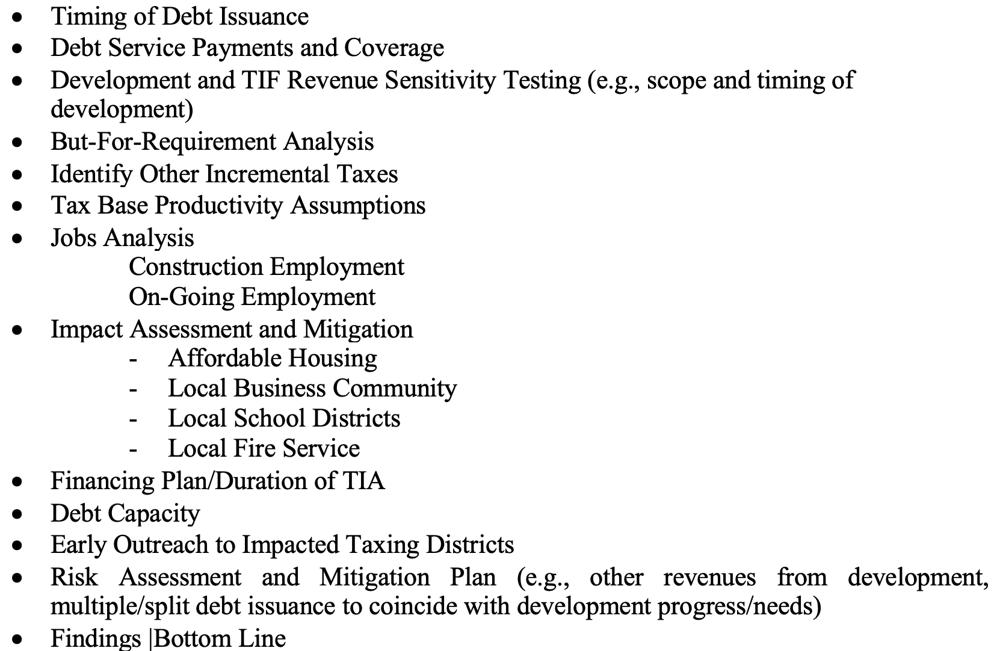 • Timing of Debt Issuance
• Debt Service Payments and Coverage
• Development and TIF Revenue Sensitivity Testing (e.g., scope and timing of
development)
• But-For-Requirement Analysis
• Identify Other Incremental Taxes
• Tax Base Productivity Assumptions
• Jobs Analysis
Construction Employment
On-Going Employment
• Impact Assessment and Mitigation
- Affordable Housing
- Local Business Community
- Local School Districts
- Local Fire Service
• Financing Plan/Duration of TIA
• Debt Capacity
• Early Outreach to Impacted Taxing Districts
• Risk Assessment and Mitigation Plan (e.g., other revenues from development,
multiple/split debt issuance to coincide with development progress/needs)
• Findings |Bottom Line